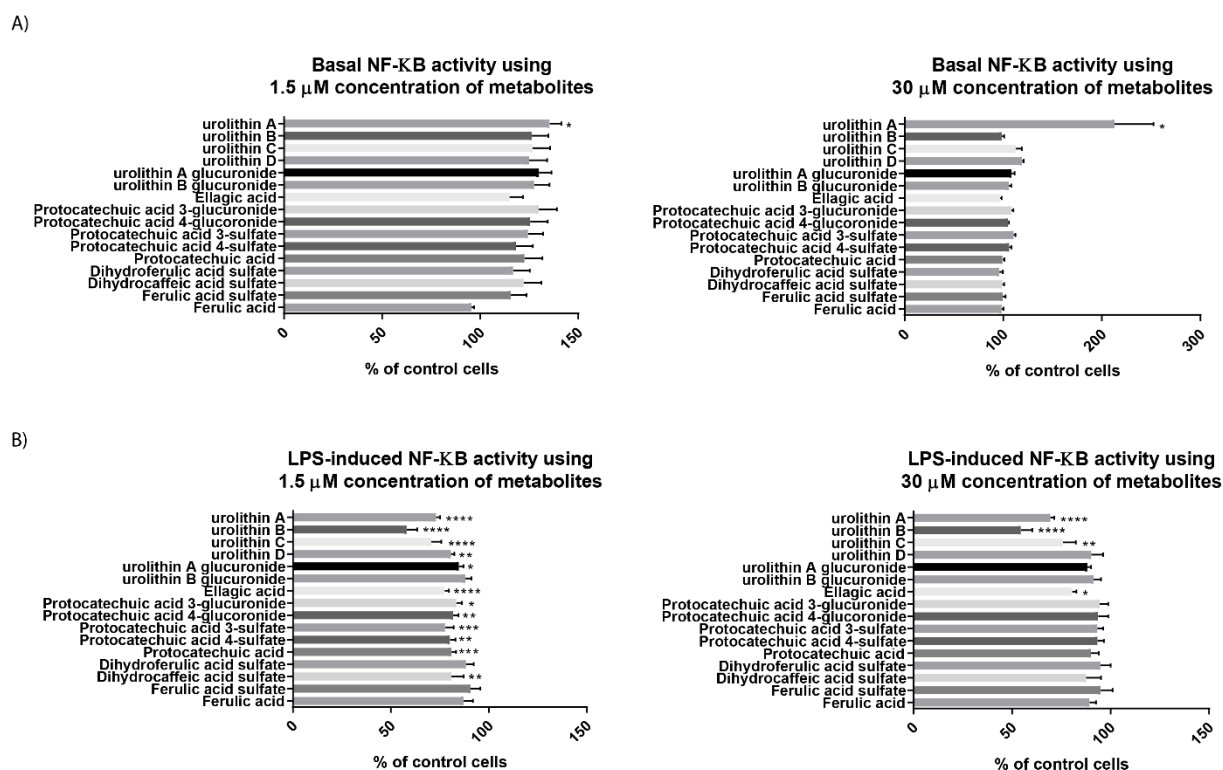 A)
Basal NF-KB activity using
1.5 μM concentration of metabolites
urolithin A
*
urolithin B
urolithin C
urolithin D
urolithin A glucuronide
urolithin B glucuronide
Ellagic acid
Protocatechuic acid 3-glucuronide
Protocatechuic acid 4-glucoronide
Protocatechuic acid 3-sulfate
Protocatechuic acid 4-sulfate
Protocatechuic acid
Dihydroferulic acid sulfate
Dihydrocaffeic acid sulfate
Ferulic acid sulfate
Ferulic acid
0 50 100 150
% of control cells
Basal NF-KB activity using
30 μM concentration of metabolites
urolithin A
*
urolithin B
urolithin C
urolithin D
urolithin A glucuronide
urolithin B glucuronide
Ellagic acid
Protocatechuic acid 3-glucuronide
Protocatechuic acid 4-glucoronide
Protocatechuic acid 3-sulfate
Protocatechuic acid 4-sulfate
Protocatechuic acid
Dihydroferulic acid sulfate
Dihydrocaffeic acid sulfate
Ferulic acid sulfate
Ferulic acid
0 100 200 300
% of control cells
B)
LPS-induced NF-KB activity using
1.5 μM concentration of metabolites
urolithin A ****
urolithin B ****
urolithin C ****
urolithin D **
urolithin A glucuronide *
urolithin B glucuronide
Ellagic acid ****
Protocatechuic acid 3-glucuronide *
Protocatechuic acid 4-glucoronide **
Protocatechuic acid 3-sulfate ***
Protocatechuic acid 4-sulfate **
Protocatechuic acid ***
Dihydroferulic acid sulfate
Dihydrocaffeic acid sulfate **
Ferulic acid sulfate
Ferulic acid
0 50 100 150
% of control cells
LPS-induced NF-KB activity using
30 μM concentration of metabolites
urolithin A ****
urolithin B ****
urolithin C **
urolithin D
urolithin A glucuronide
urolithin B glucuronide
Ellagic acid *
Protocatechuic acid 3-glucuronide
Protocatechuic acid 4-glucoronide
Protocatechuic acid 3-sulfate
Protocatechuic acid 4-sulfate
Protocatechuic acid
Dihydroferulic acid sulfate
Dihydrocaffeic acid sulfate
Ferulic acid sulfate
Ferulic acid
0 50 100 150
% of control cells